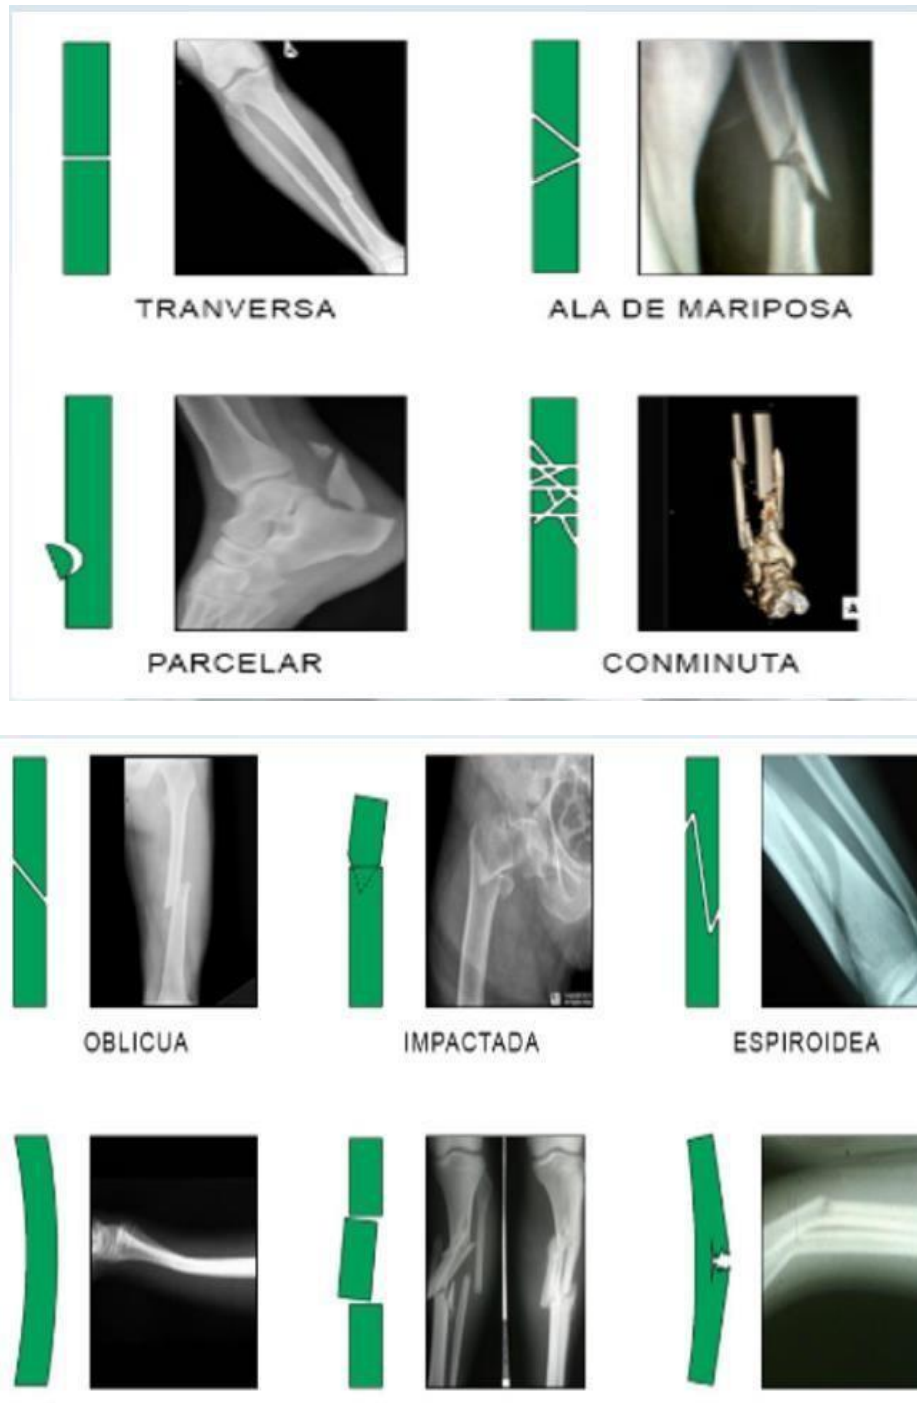 TRANVERSA
ALA DE MARIPOSA
PARCELAR
CONMINUTA
OBLICUA
IMPACTADA
ESPIROIDEA